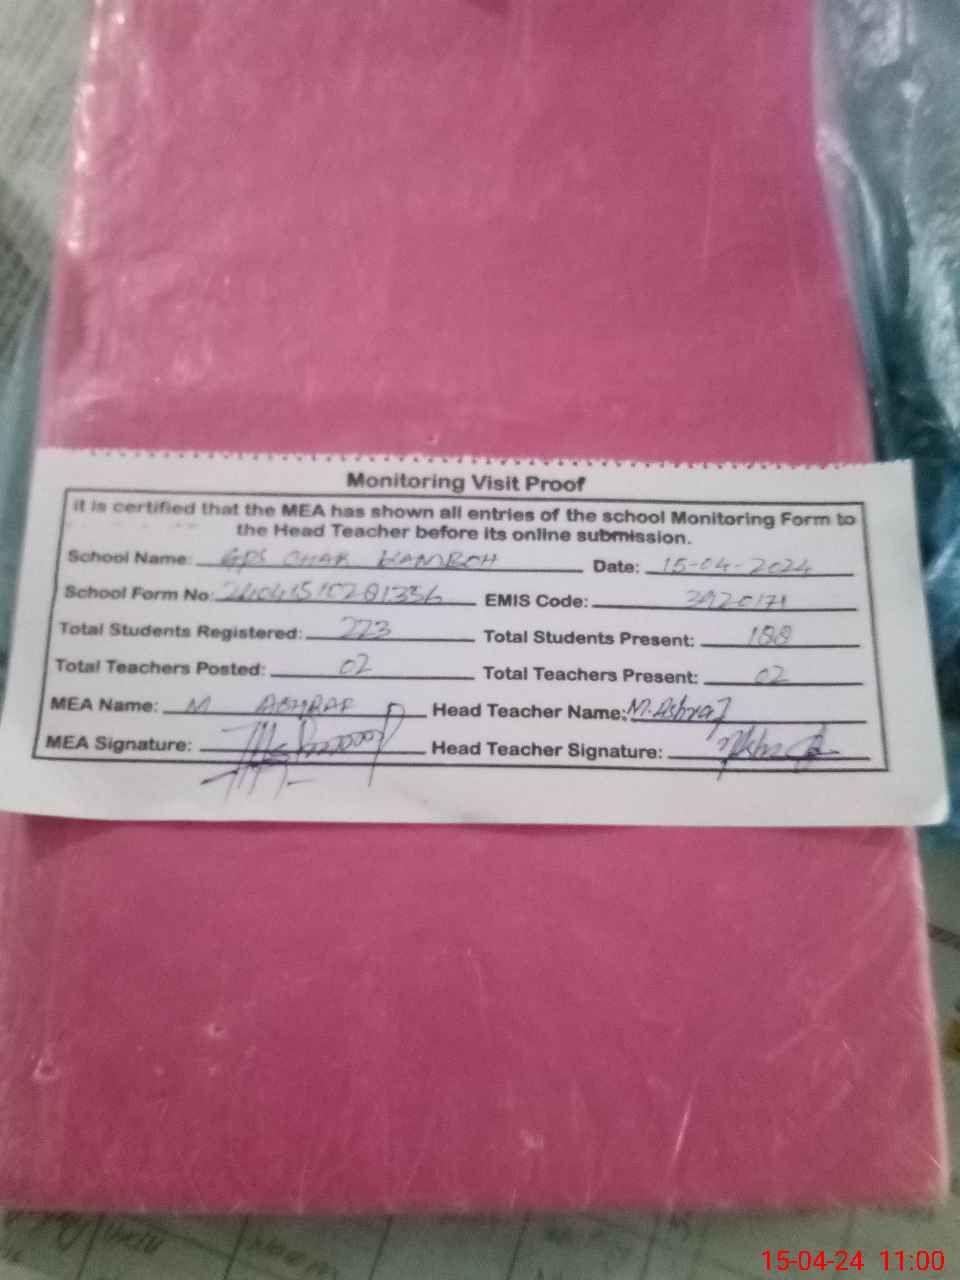 Monitoring Visit Proof
it is certified that the MEA has shown all entries of the school Monitoring Form to
the Head Teacher before its online submission.
School Name: GPS CHAK KAMBOH Date: 15-04-2024
School Form No: EMIS Code:
Total Students Registered: 223 Total Students Present: 188
Total Teachers Posted: 02 Total Teachers Present: 02
MEA Name: M ASHRAF Head Teacher Name: M. Ashraf
MEA Signature: Head Teacher Signature:
15-04-24 11:00